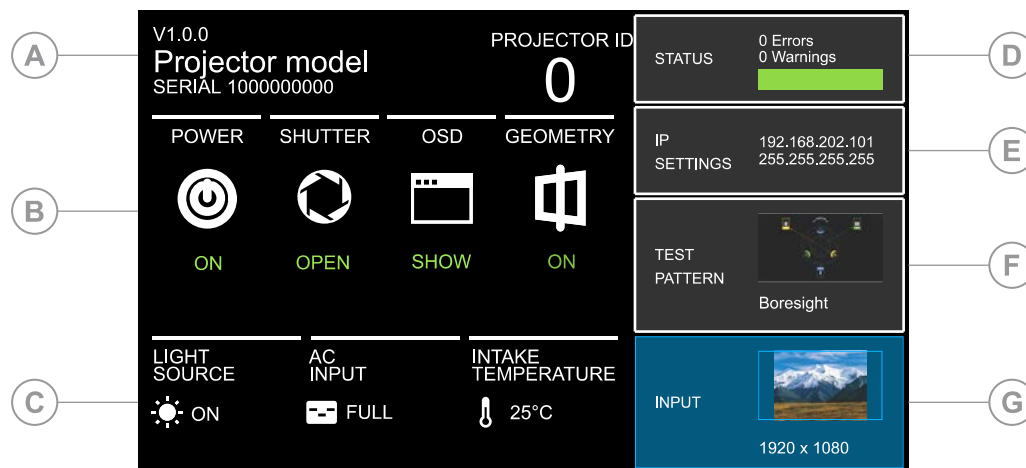 A
V1.0.0
Projector model
SERIAL 1000000000
PROJECTOR ID
0
B
POWER
ON
SHUTTER
OPEN
OSD
SHOW
GEOMETRY
ON
C
LIGHT
SOURCE
ON
AC
INPUT
FULL
INTAKE
TEMPERATURE
25°C
STATUS
0 Errors
0 Warnings
D
IP
SETTINGS
192.168.202.101
255.255.255.255
E
TEST
PATTERN
Boresight
F
INPUT
1920 x 1080
G